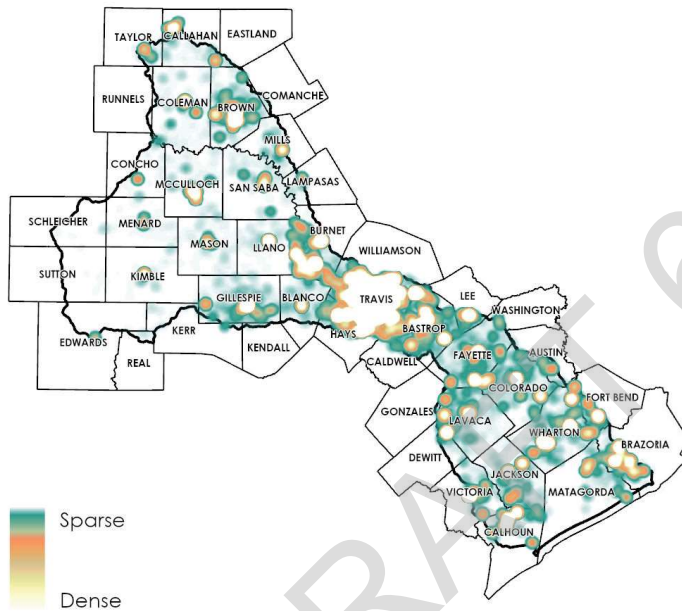 TAYLOR
CALLAHAN
EASTLAND
RUNNELS
COLEMAN
BROWN
COMANCHE
MILLS
CONCHO
MCCULLOCH
SAN SABA
LAMPASAS
SCHLEICHER
MENARD
MASON
LLANO
BURNET
WILLIAMSON
SUTTON
KIMBLE
GILLESPIE
BLANCO
TRAVIS
LEE
WASHINGTON
EDWARDS
REAL
KERR
KENDALL
HAYS
BASTROP
CALDWELL
FAYETTE
AUSTIN
GONZALES
LAVACA
COLORADO
FORT BEND
DEWITT
WHARTON
BRAZORIA
VICTORIA
JACKSON
MATAGORDA
CALHOUN
Sparse
Dense